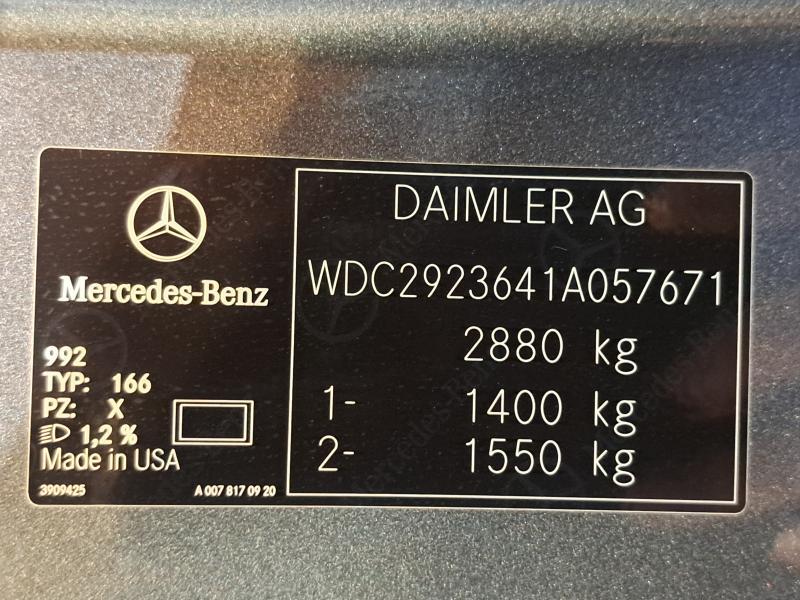 Mercedes-Benz
992
TYP: 166
PZ: X
1,2 %
Made in USA
3909425 A 007 817 09 20
DAIMLER AG
WDC2923641A057671
2880 kg
1- 1400 kg
2- 1550 kg